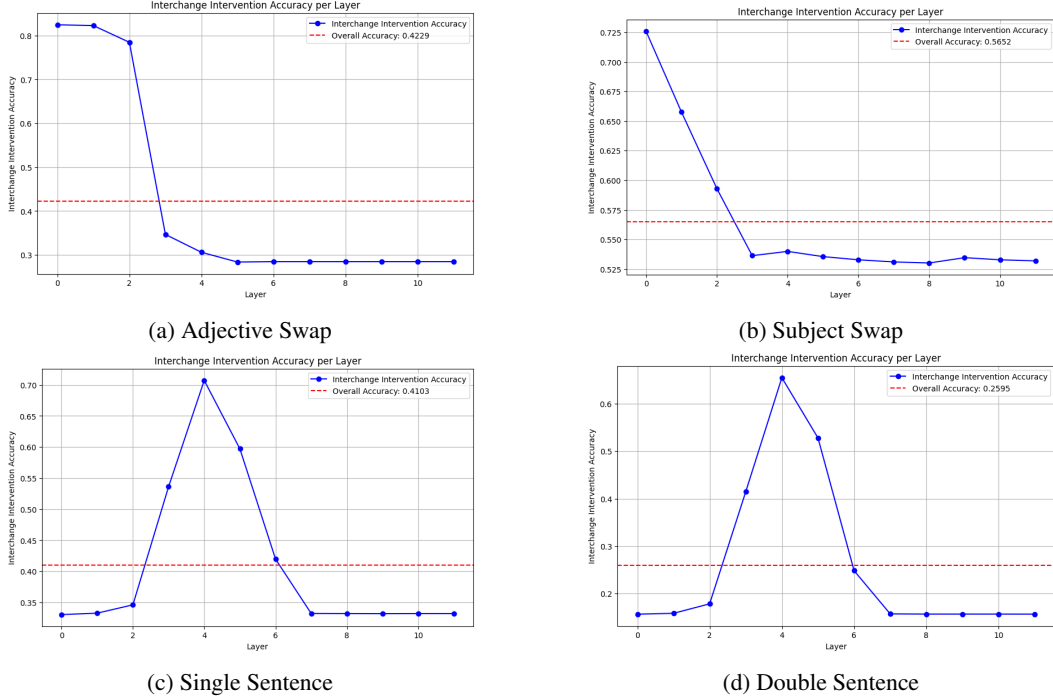 Interchange Intervention Accuracy per Layer
Interchange Intervention Accuracy
Overall Accuracy: 0.4229
Interchange Intervention Accuracy
0.8
0.7
0.6
0.5
0.4
0.3
0 2 4 6 8 10
Layer
(a) Adjective Swap
Interchange Intervention Accuracy per Layer
Interchange Intervention Accuracy
Overall Accuracy: 0.5652
Interchange Intervention Accuracy
0.725
0.700
0.675
0.650
0.625
0.600
0.575
0.550
0.525
0 2 4 6 8 10
Layer
(b) Subject Swap
Interchange Intervention Accuracy per Layer
Interchange Intervention Accuracy
Overall Accuracy: 0.4103
Interchange Intervention Accuracy
0.70
0.65
0.60
0.55
0.50
0.45
0.40
0.35
0 2 4 6 8 10
Layer
(c) Single Sentence
Interchange Intervention Accuracy per Layer
Interchange Intervention Accuracy
Overall Accuracy: 0.2595
Interchange Intervention Accuracy
0.6
0.5
0.4
0.3
0.2
0 2 4 6 8 10
Layer
(d) Double Sentence